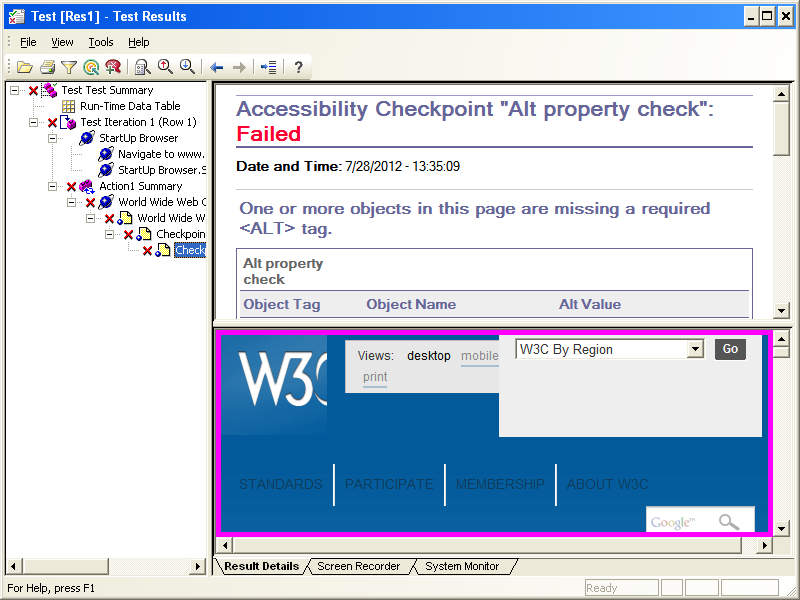 Test [Res1] - Test Results
File View Tools Help
Test Test Summary
Run-Time Data Table
Test Iteration 1 (Row 1)
StartUp Browser
Navigate to www.
StartUp Browser.S
Action1 Summary
World Wide Web C
World Wide W
Checkpoin
Check
Accessibility Checkpoint "Alt property check":
Failed
Date and Time: 7/28/2012 - 13:35:09
One or more objects in this page are missing a required
<ALT> tag.
Alt property
check
Object Tag Object Name Alt Value
W3C
Views: desktop mobile
print
W3C By Region Go
STANDARDS PARTICIPATE MEMBERSHIP ABOUT W3C
Google™
Result Details Screen Recorder System Monitor
For Help, press F1
Ready